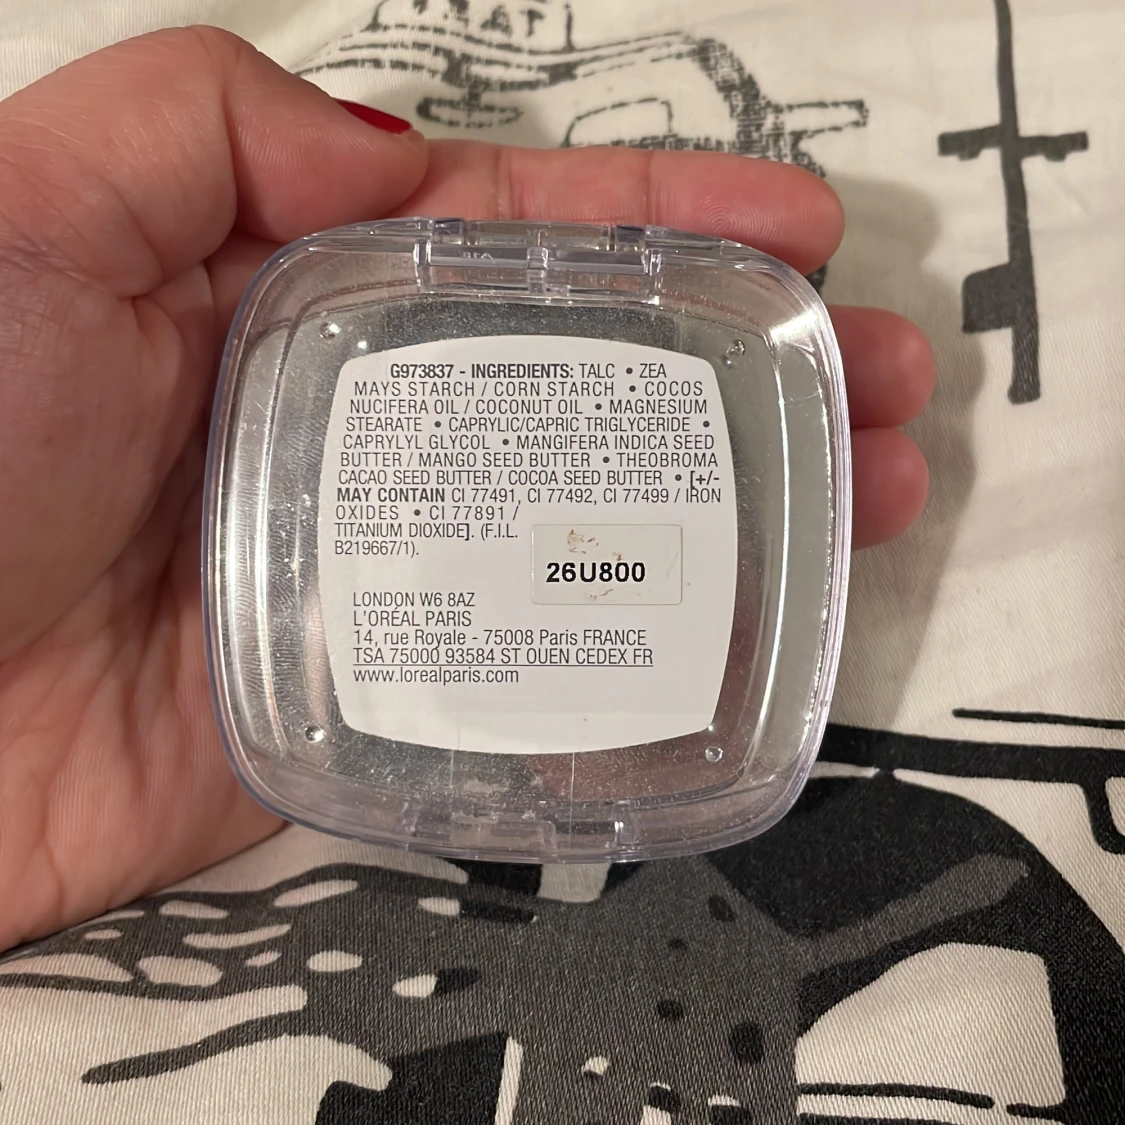 G973837 - INGREDIENTS: TALC • ZEA
MAYS STARCH / CORN STARCH • COCOS
NUCIFERA OIL / COCONUT OIL • MAGNESIUM
STEARATE • CAPRYLIC/CAPRIC TRIGLYCERIDE •
CAPRYLYL GLYCOL • MANGIFERA INDICA SEED
BUTTER / MANGO SEED BUTTER • THEOBROMA
CACAO SEED BUTTER / COCOA SEED BUTTER • [+/-
MAY CONTAIN CI 77491, CI 77492, CI 77499 / IRON
OXIDES • CI 77891 /
TITANIUM DIOXIDE]. (F.I.L.
B219667/1).
26U800
LONDON W6 8AZ
L'ORÉAL PARIS
14, rue Royale - 75008 Paris FRANCE
TSA 75000 93584 ST OUEN CEDEX FR
www.lorealparis.com